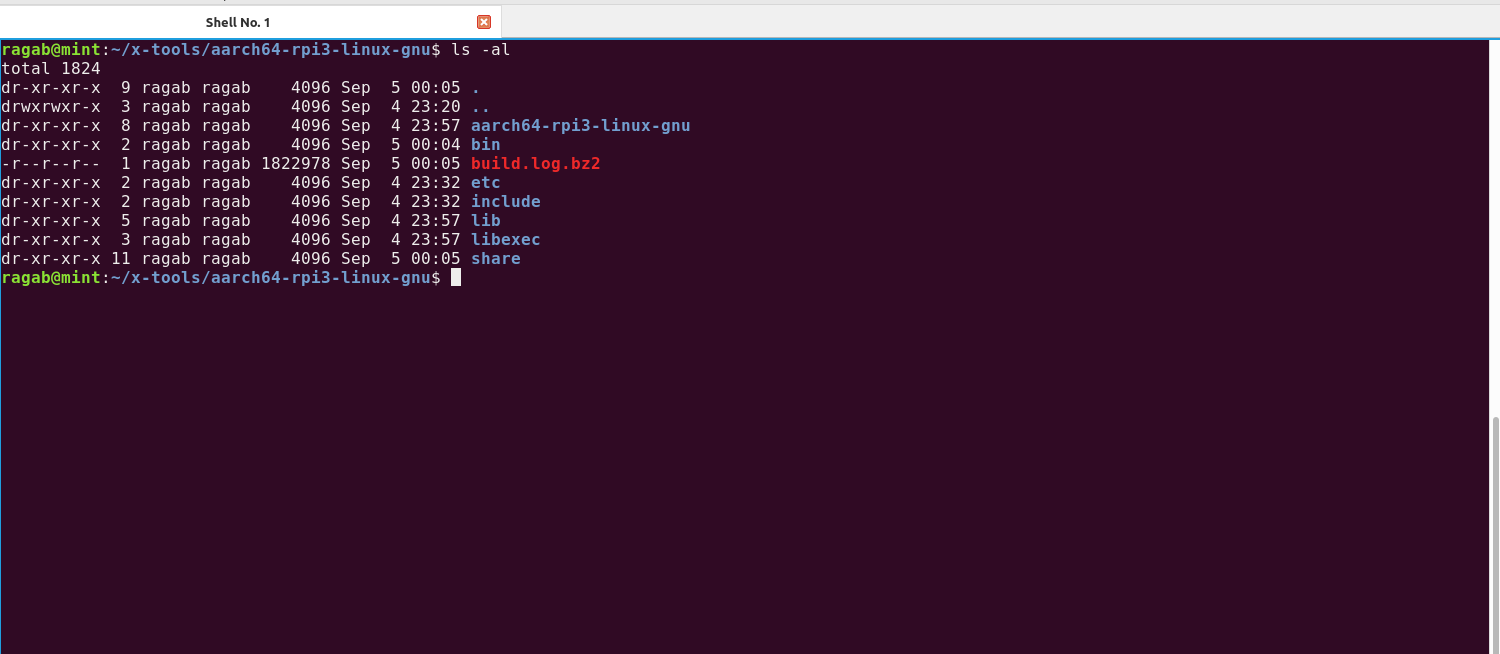 Shell No. 1
ragab@mint:~/x-tools/aarch64-rpi3-linux-gnu$ ls -al
total 1824
dr-xr-xr-x  9 ragab ragab    4096 Sep  5 00:05 .
drwxrwxr-x  3 ragab ragab    4096 Sep  4 23:20 ..
dr-xr-xr-x  8 ragab ragab    4096 Sep  4 23:57 aarch64-rpi3-linux-gnu
dr-xr-xr-x  2 ragab ragab    4096 Sep  5 00:04 bin
-r--r--r--  1 ragab ragab 1822978 Sep  5 00:05 build.log.bz2
dr-xr-xr-x  2 ragab ragab    4096 Sep  4 23:32 etc
dr-xr-xr-x  2 ragab ragab    4096 Sep  4 23:32 include
dr-xr-xr-x  5 ragab ragab    4096 Sep  4 23:57 lib
dr-xr-xr-x  3 ragab ragab    4096 Sep  4 23:57 libexec
dr-xr-xr-x 11 ragab ragab    4096 Sep  5 00:05 share
ragab@mint:~/x-tools/aarch64-rpi3-linux-gnu$